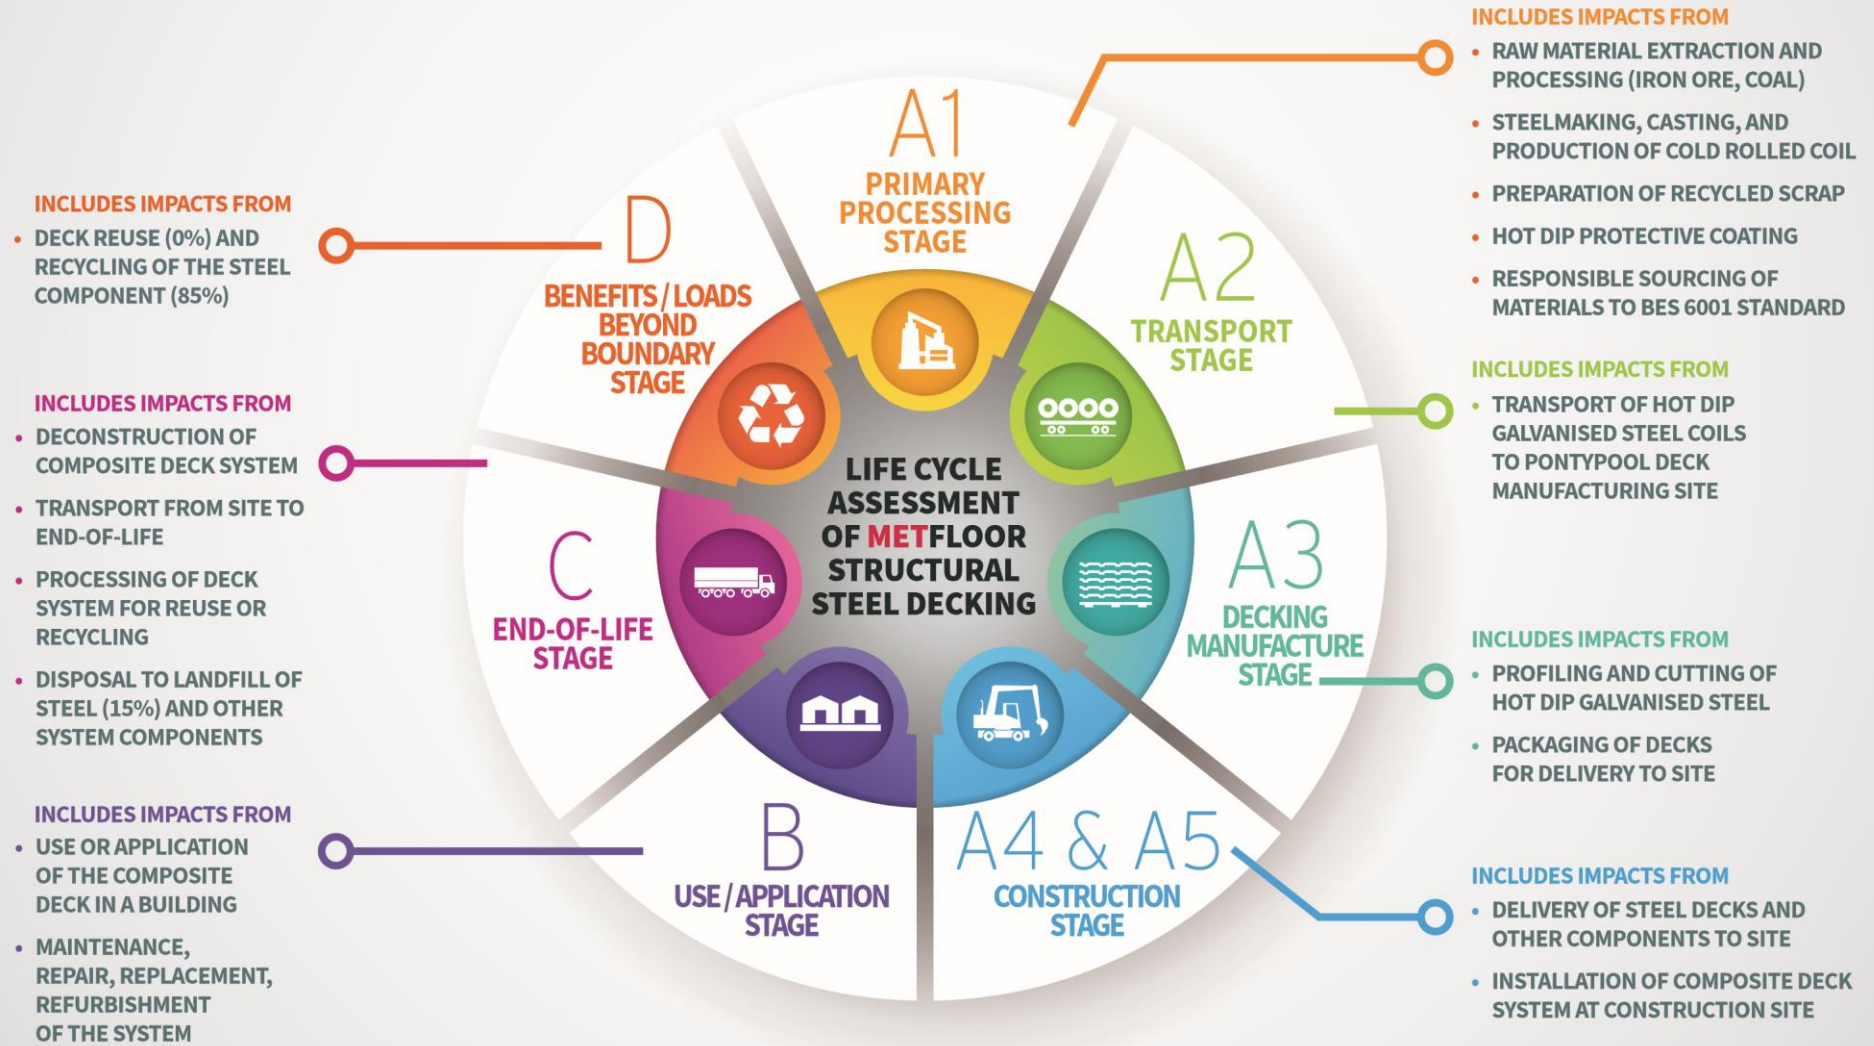 INCLUDES IMPACTS FROM
• RAW MATERIAL EXTRACTION AND
PROCESSING (IRON ORE, COAL)
• STEELMAKING, CASTING, AND
PRODUCTION OF COLD ROLLED COIL
• PREPARATION OF RECYCLED SCRAP
• HOT DIP PROTECTIVE COATING
• RESPONSIBLE SOURCING OF
MATERIALS TO BES 6001 STANDARD
A1
PRIMARY
PROCESSING
STAGE
A2
TRANSPORT
STAGE
INCLUDES IMPACTS FROM
• TRANSPORT OF HOT DIP
GALVANISED STEEL COILS
TO PONTYPOOL DECK
MANUFACTURING SITE
A3
DECKING
MANUFACTURE
STAGE
INCLUDES IMPACTS FROM
• PROFILING AND CUTTING OF
HOT DIP GALVANISED STEEL
• PACKAGING OF DECKS
FOR DELIVERY TO SITE
A4 & A5
CONSTRUCTION
STAGE
INCLUDES IMPACTS FROM
• DELIVERY OF STEEL DECKS AND
OTHER COMPONENTS TO SITE
• INSTALLATION OF COMPOSITE DECK
SYSTEM AT CONSTRUCTION SITE
B
USE / APPLICATION
STAGE
INCLUDES IMPACTS FROM
• USE OR APPLICATION
OF THE COMPOSITE
DECK IN A BUILDING
• MAINTENANCE,
REPAIR, REPLACEMENT,
REFURBISHMENT
OF THE SYSTEM
C
END-OF-LIFE
STAGE
INCLUDES IMPACTS FROM
• DECONSTRUCTION OF
COMPOSITE DECK SYSTEM
• TRANSPORT FROM SITE TO
END-OF-LIFE
• PROCESSING OF DECK
SYSTEM FOR REUSE OR
RECYCLING
• DISPOSAL TO LANDFILL OF
STEEL (15%) AND OTHER
SYSTEM COMPONENTS
D
BENEFITS / LOADS
BEYOND
BOUNDARY
STAGE
INCLUDES IMPACTS FROM
• DECK REUSE (0%) AND
RECYCLING OF THE STEEL
COMPONENT (85%)
LIFE CYCLE
ASSESSMENT
OF METFLOOR
STRUCTURAL
STEEL DECKING